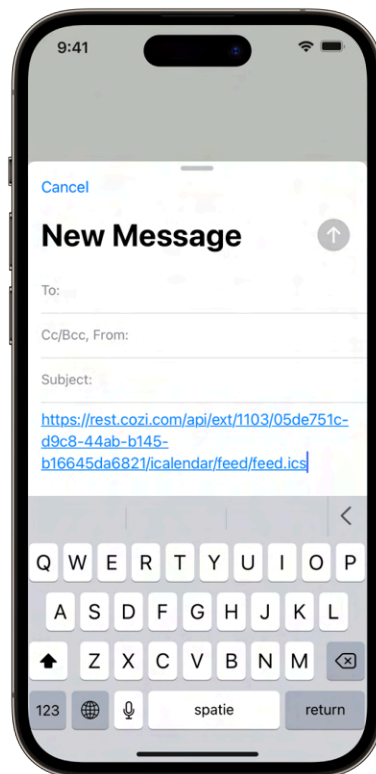 9:41
Cancel
New Message
To:
Cc/Bcc, From:
Subject:
https://rest.cozi.com/api/ext/1103/05de751c-
d9c8-44ab-b145-
b16645da6821/icalendar/feed/feed.ics
Q W E R T Y U I O P
A S D F G H J K L
Z X C V B N M
123 spatie return